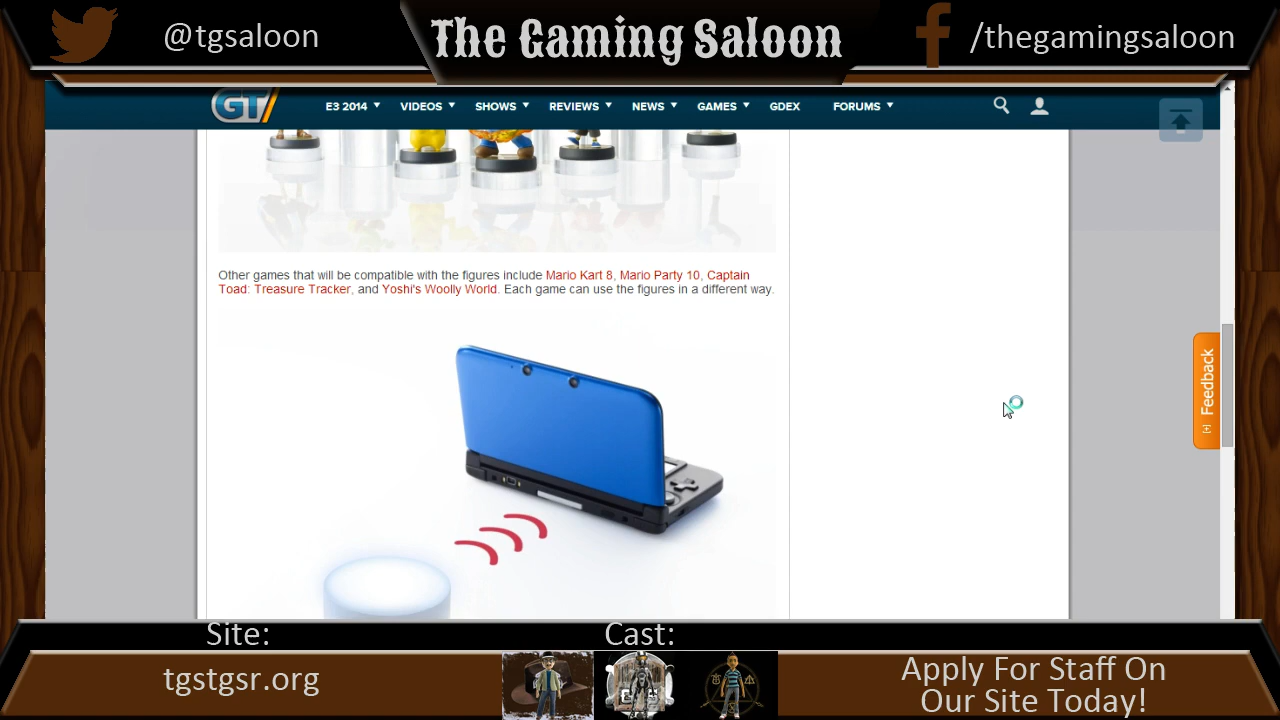 @tgsaloon
The Gaming Saloon
/thegamingsaloon
GT
E3 2014 VIDEOS SHOWS REVIEWS NEWS GAMES GDEX FORUMS
Other games that will be compatible with the figures include Mario Kart 8, Mario Party 10, Captain
Toad: Treasure Tracker, and Yoshi's Woolly World. Each game can use the figures in a different way.
[+] Feedback
Site:
Cast:
tgstgsr.org
Apply For Staff On
Our Site Today!